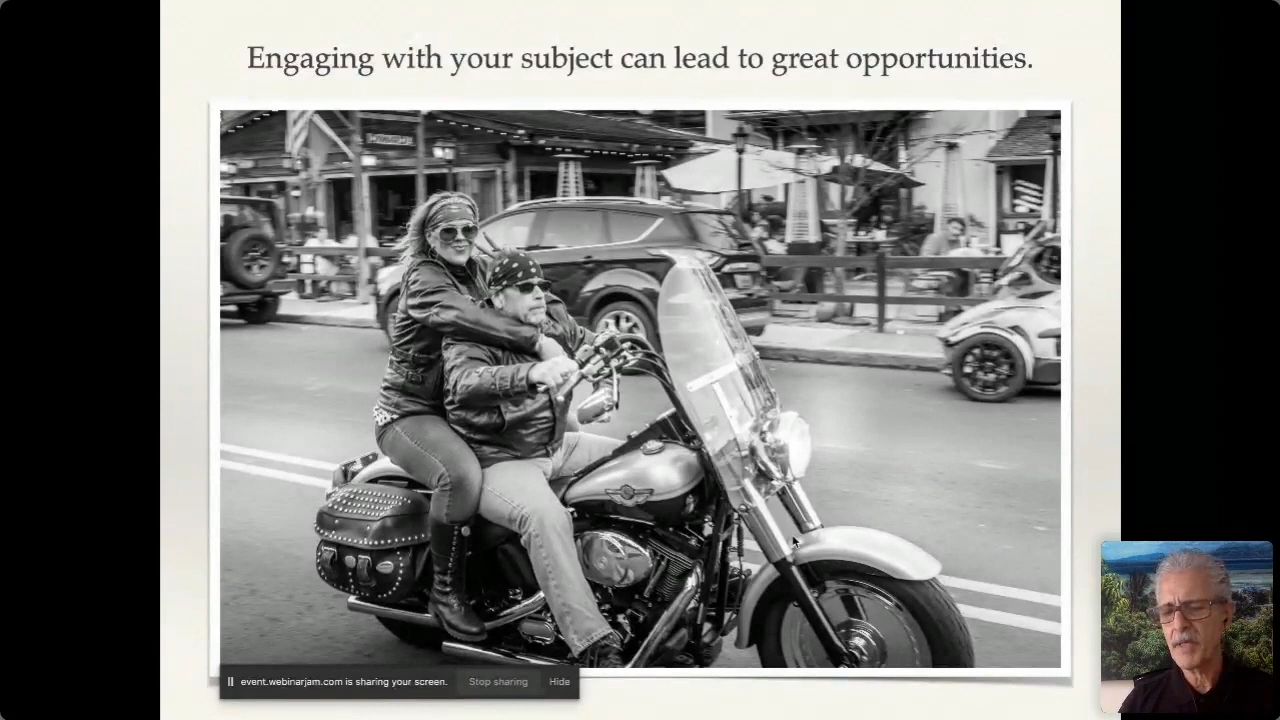 Engaging with your subject can lead to great opportunities.
event.webinarjam.com is sharing your screen. Stop sharing Hide